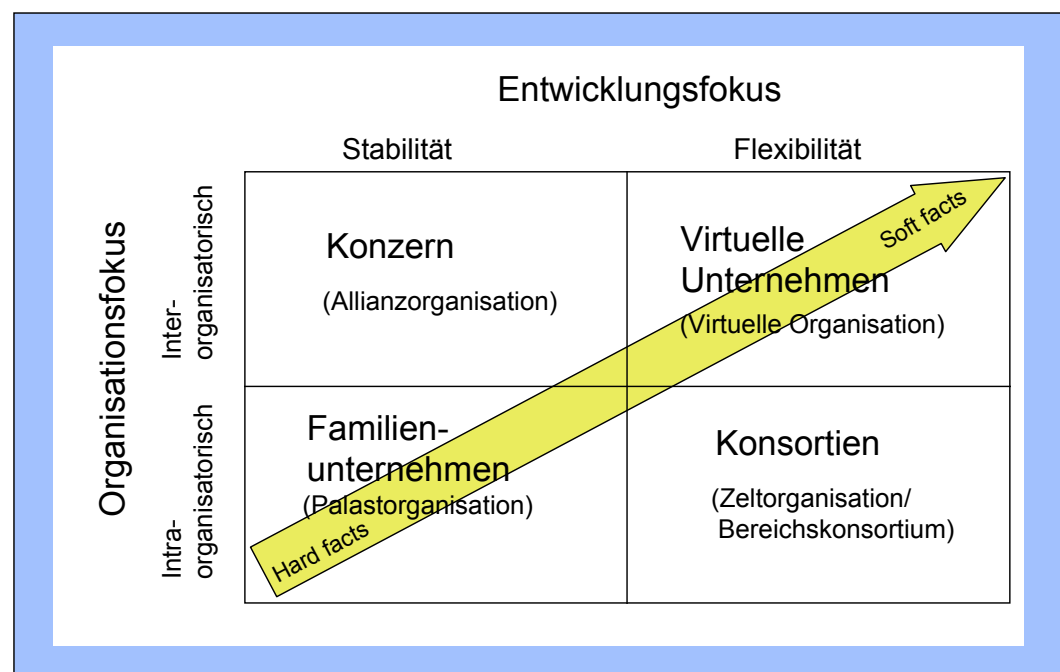 Entwicklungsfokus
Stabilität
Flexibilität
Organisationsfokus
Inter-
organisatorisch
Konzern
(Allianzorganisation)
Virtuelle
Unternehmen
(Virtuelle Organisation)
Soft facts
Intra-
organisatorisch
Familien-
unternehmen
(Palastorganisation)
Hard facts
Konsortien
(Zeltorganisation/
Bereichskonsortium)